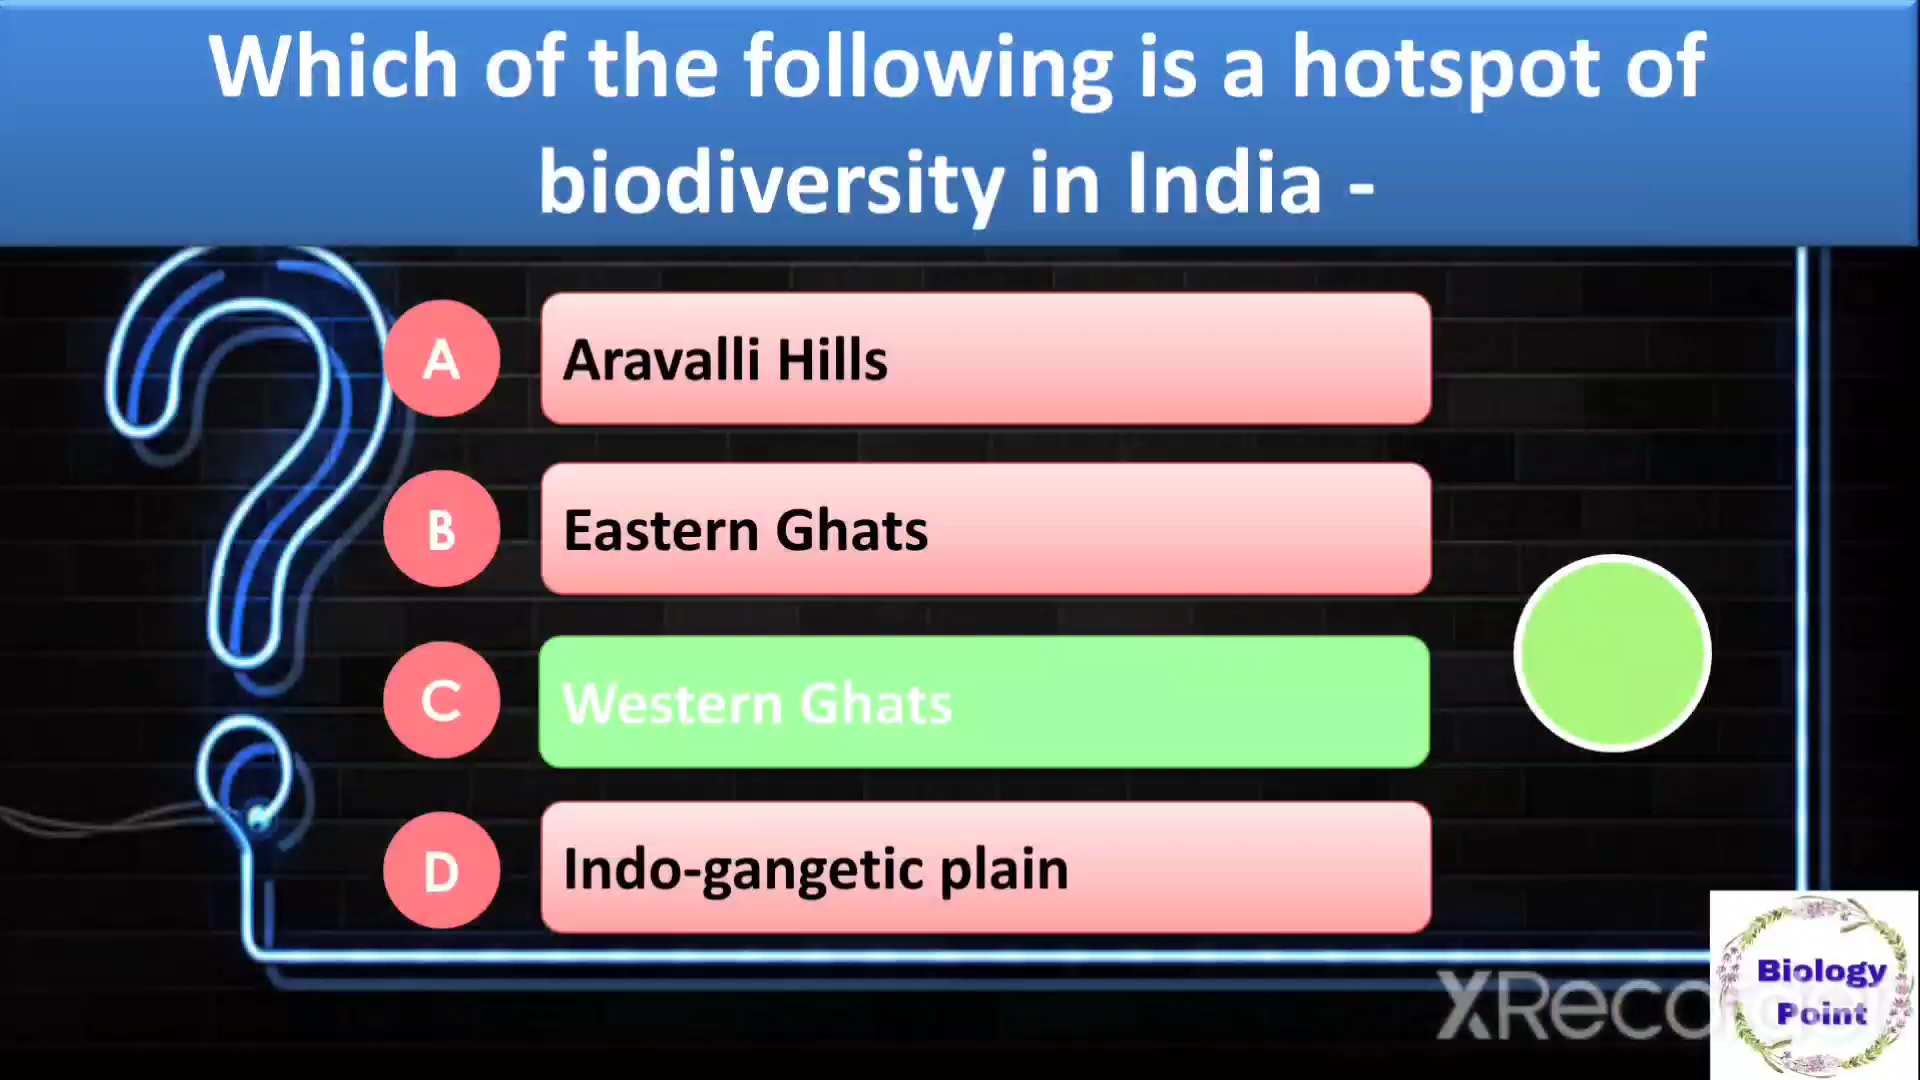 Which of the following is a hotspot of
biodiversity in India -
A Aravalli Hills
B Eastern Ghats
C Western Ghats
D Indo-gangetic plain
Biology
Point